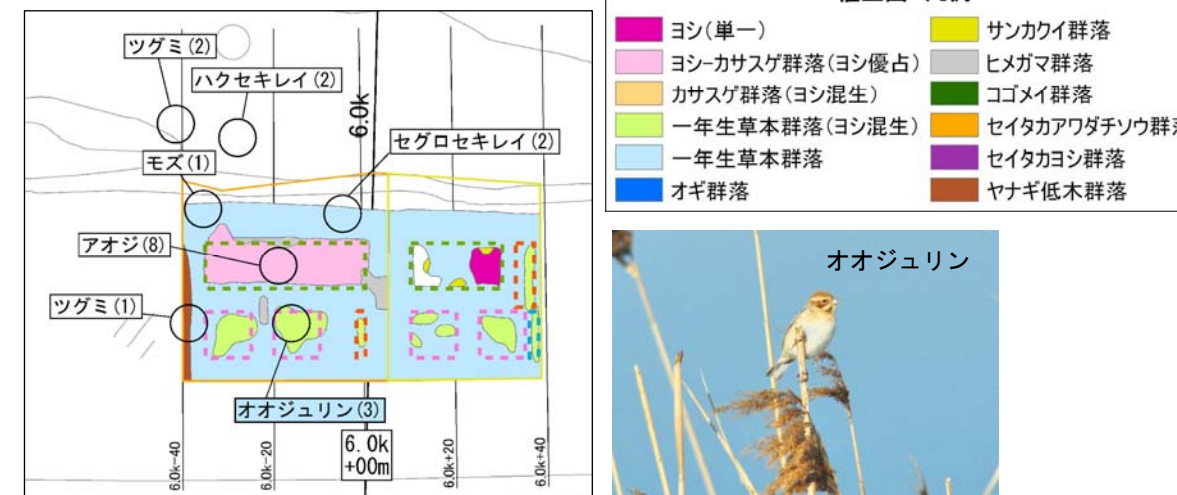 ツグミ(2)
ハクセキレイ(2)
6.0k
セグロセキレイ(2)
モズ(1)
アオジ(8)
ツグミ(1)
オオジュリン(3)
6.0k-40
6.0k-20
6.0k
+00m
6.0k+20
6.0k+40
ヨシ(単一)
ヨシ-カサスゲ群落(ヨシ優占)
カサスゲ群落(ヨシ混生)
一年生草本群落(ヨシ混生)
一年生草本群落
オギ群落
サンカクイ群落
ヒメガマ群落
コゴメイ群落
セイタカアワダチソウ群落
セイタカヨシ群落
ヤナギ低木群落
オオジュリン